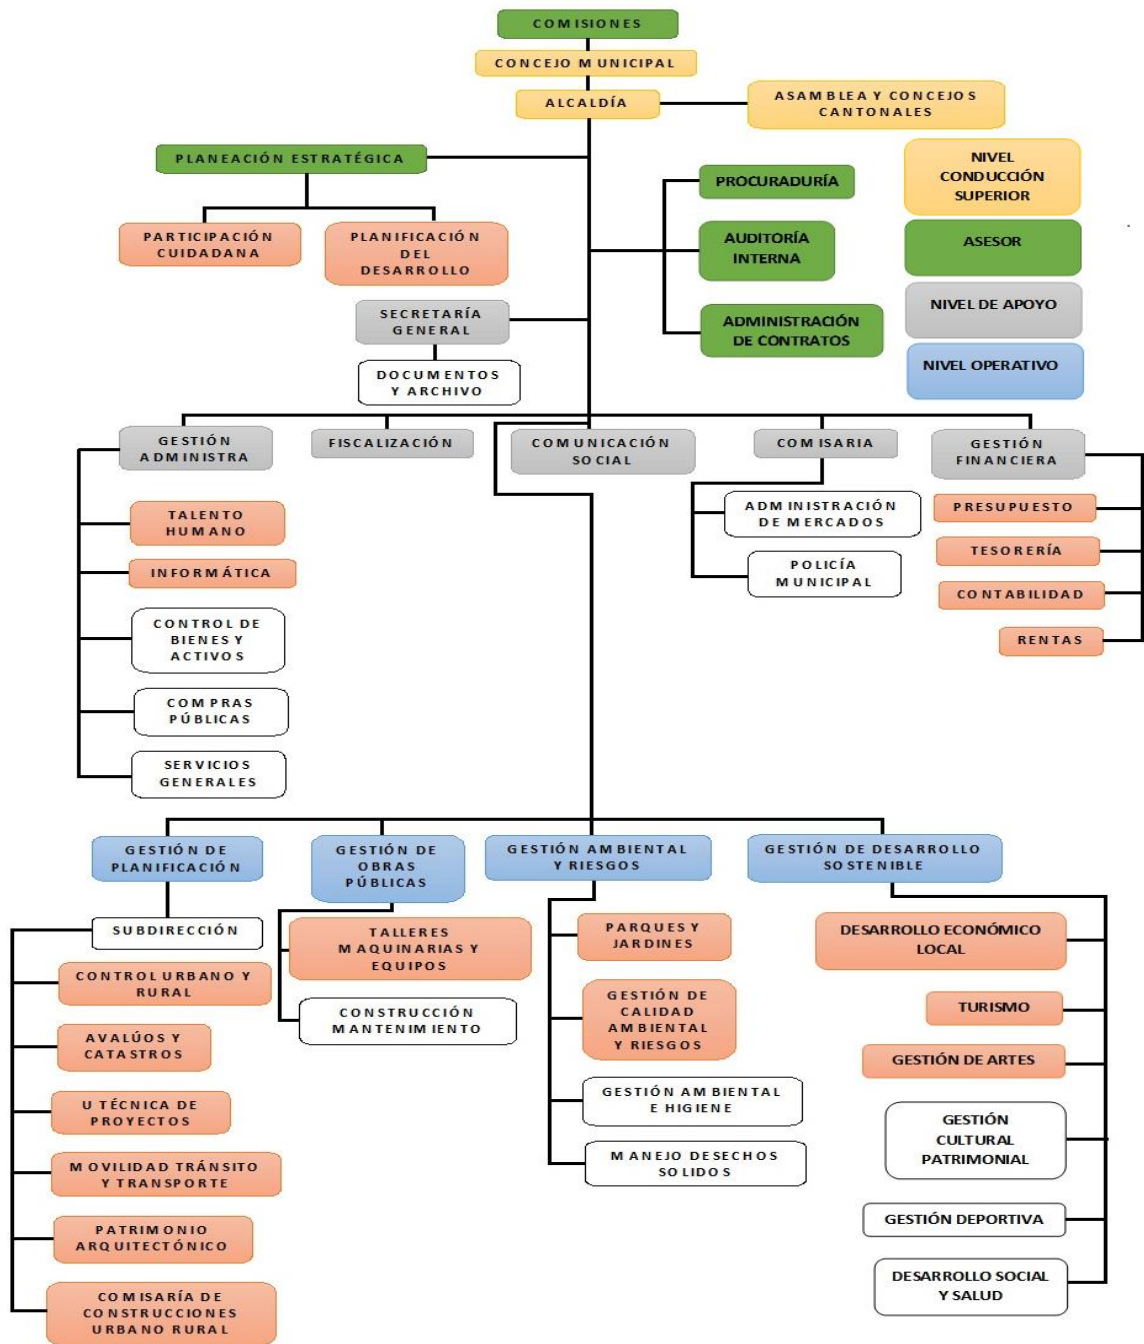 COMISIONES
CONCEJO MUNICIPAL
ALCALDÍA
ASAMBLEA Y CONCEJOS
CANTONALES
PLANEACIÓN ESTRATÉGICA
PARTICIPACIÓN
CUIDADANA
PLANIFICACIÓN
DEL
DESARROLLO
PROCURADURÍA
AUDITORÍA
INTERNA
ADMINISTRACIÓN
DE CONTRATOS
NIVEL
CONDUCCIÓN
SUPERIOR
ASESOR
NIVEL DE APOYO
NIVEL OPERATIVO
SECRETARÍA
GENERAL
DOCUMENTOS
Y ARCHIVO
GESTIÓN
ADMINISTRA
FISCALIZACIÓN
COMUNICACIÓN
SOCIAL
COMISARIA
GESTIÓN
FINANCIERA
TALENTO
HUMANO
INFORMÁTICA
CONTROL DE
BIENES Y
ACTIVOS
COMPRAS
PÚBLICAS
SERVICIOS
GENERALES
ADMINISTRACIÓN
DE MERCADOS
POLICÍA
MUNICIPAL
PRESUPUESTO
TESORERÍA
CONTABILIDAD
RENTAS
GESTIÓN DE
PLANIFICACIÓN
GESTIÓN DE
OBRAS
PÚBLICAS
GESTIÓN AMBIENTAL
Y RIESGOS
GESTIÓN DE DESARROLLO
SOSTENIBLE
SUBDIRECCIÓN
CONTROL URBANO Y
RURAL
AVALÚOS Y
CATASTROS
U TÉCNICA DE
PROYECTOS
MOVILIDAD TRÁNSITO
Y TRANSPORTE
PATRIMONIO
ARQUITECTÓNICO
COMISARÍA DE
CONSTRUCCIONES
URBANO RURAL
TALLERES
MAQUINARIAS Y
EQUIPOS
CONSTRUCCIÓN
MANTENIMIENTO
PARQUES Y
JARDINES
GESTIÓN DE
CALIDAD
AMBIENTAL
Y RIESGOS
GESTIÓN AMBIENTAL
E HIGIENE
MANEJO DESECHOS
SOLIDOS
DESARROLLO ECONÓMICO
LOCAL
TURISMO
GESTIÓN DE ARTES
GESTIÓN
CULTURAL
PATRIMONIAL
GESTIÓN DEPORTIVA
DESARROLLO SOCIAL
Y SALUD